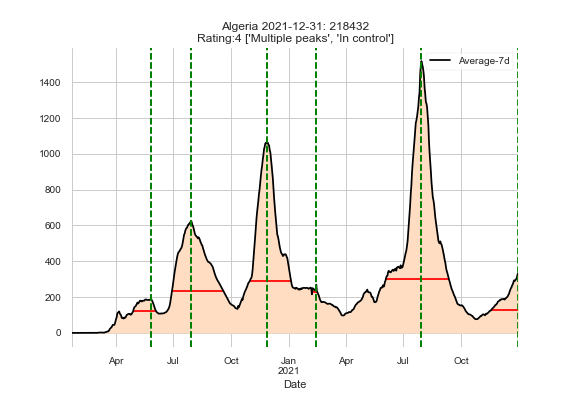 Algeria 2021-12-31: 218432
Rating:4 ['Multiple peaks', 'In control']
Average-7d
1400
1200
1000
800
600
400
200
0
Apr Jul Oct Jan Apr Jul Oct
2021
Date